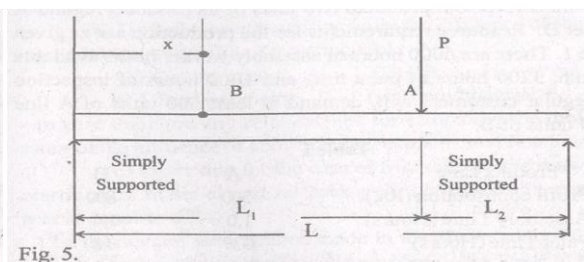 x
P
B
A
Simply
Supported
Simply
Supported
L₁
L₂
L
Fig. 5.